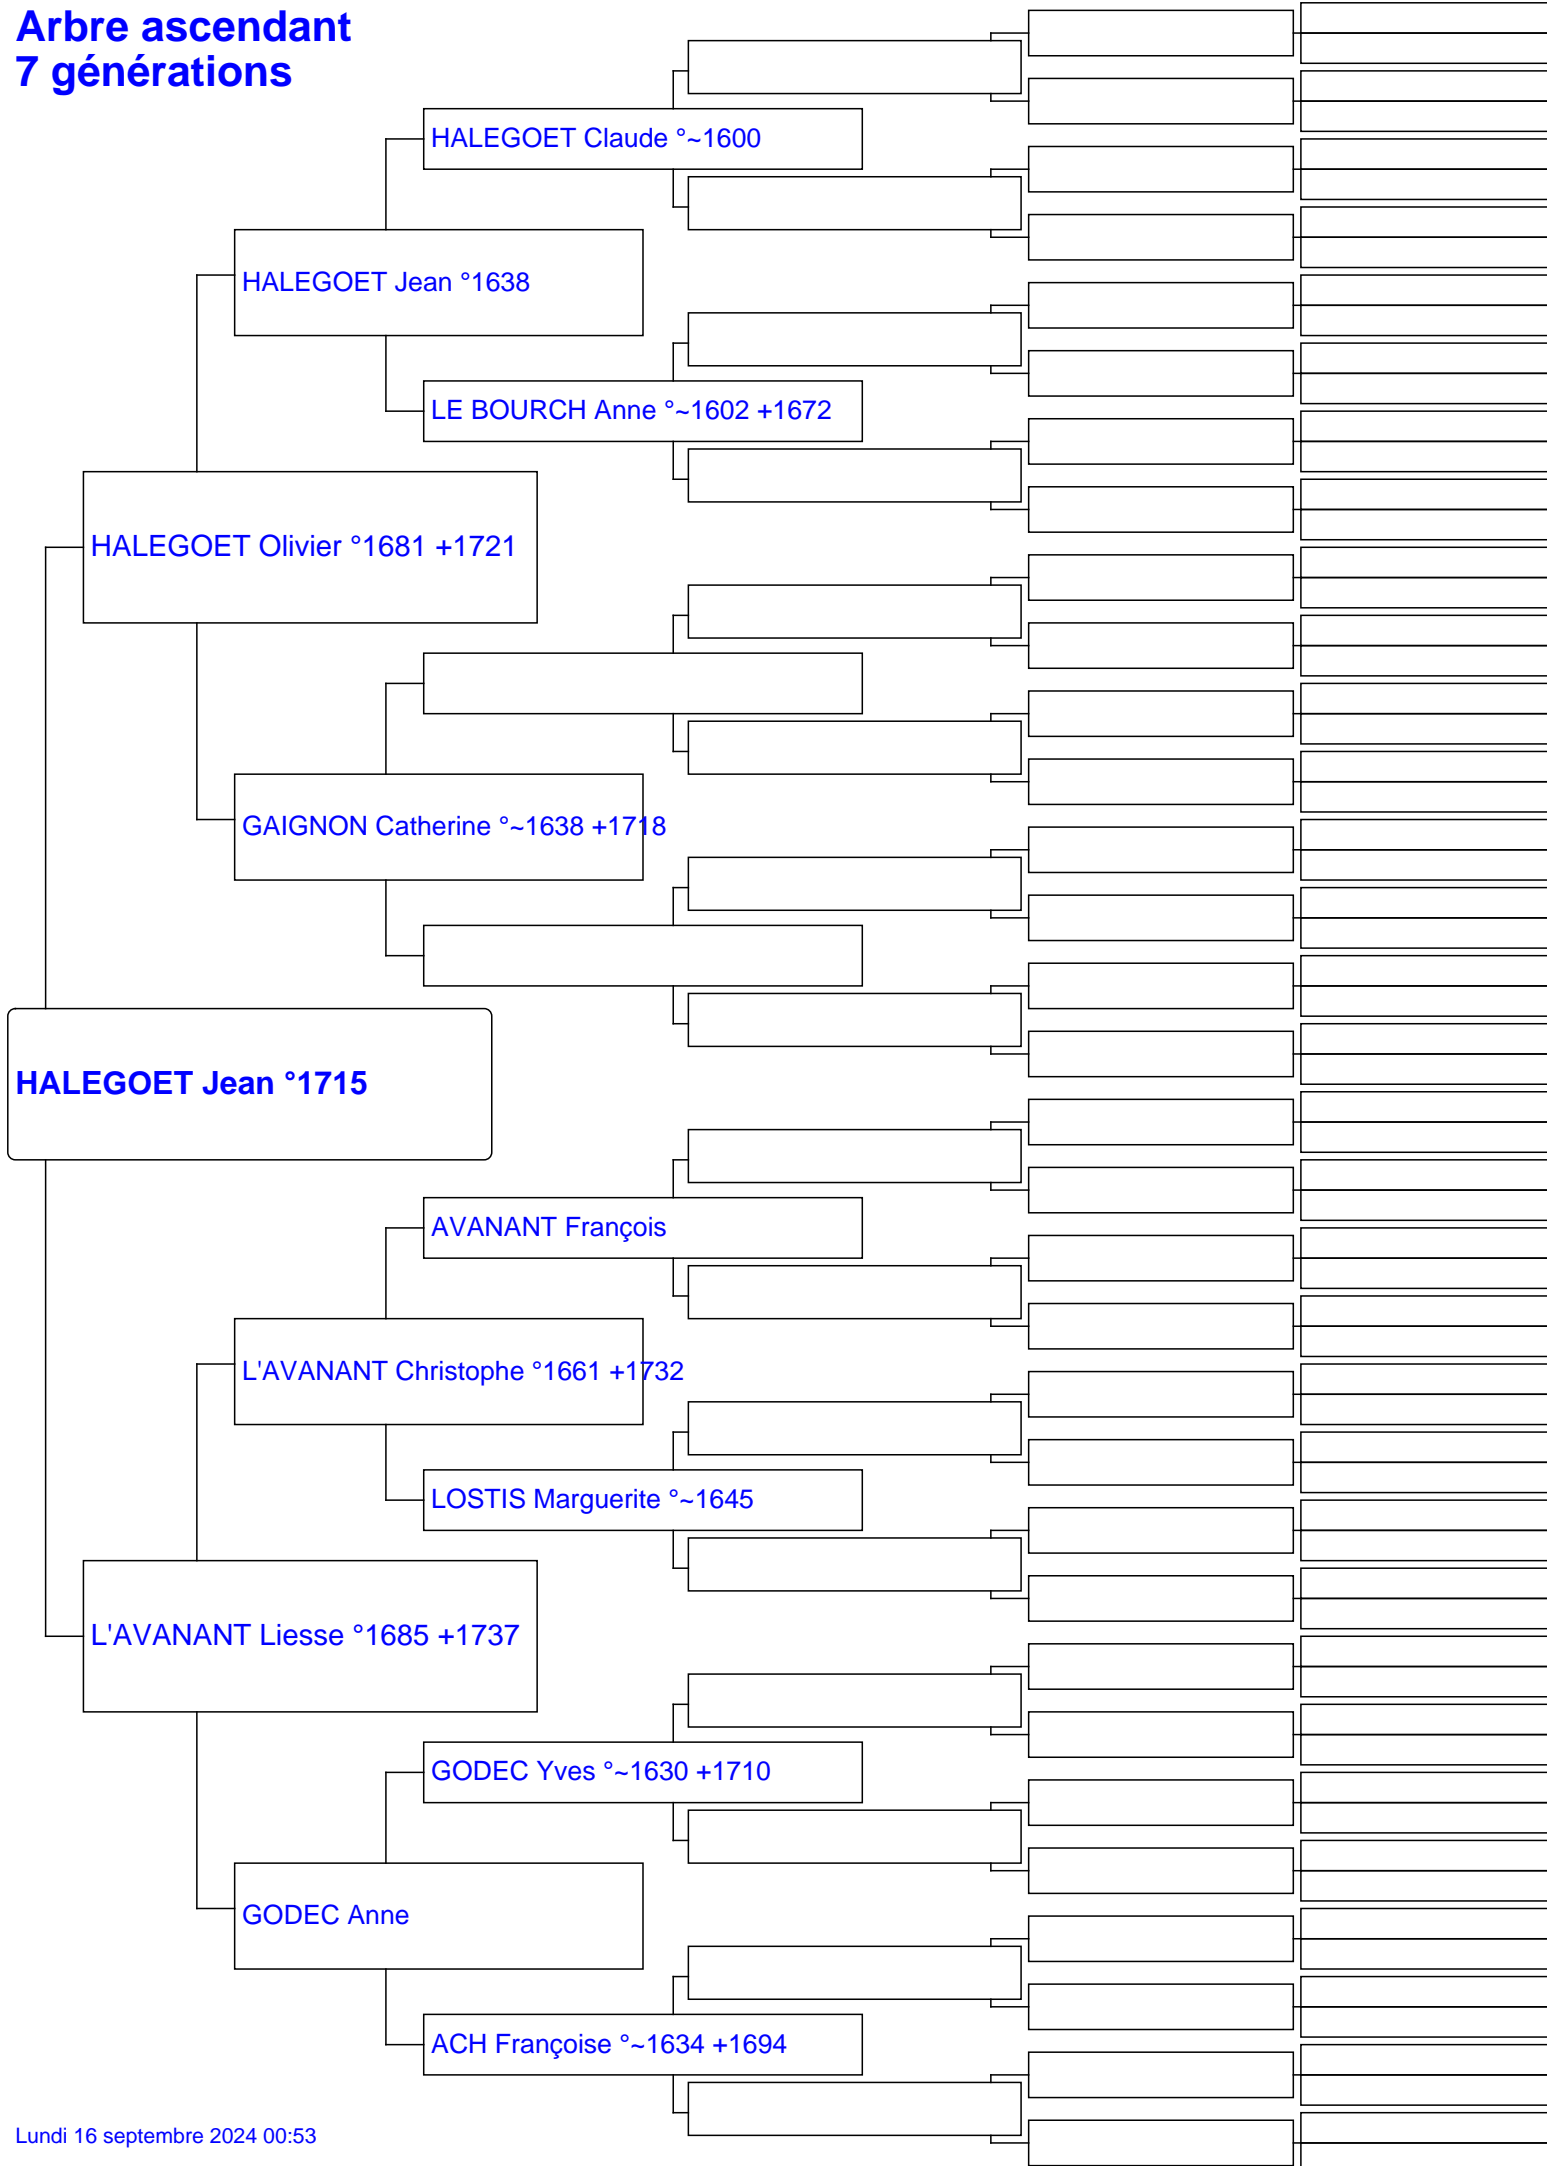 Arbre ascendant
7 générations
HALEGOET Claude °~1600
HALEGOET Jean °1638
LE BOURCH Anne °~1602 +1672
HALEGOET Olivier °1681 +1721
GAIGNON Catherine °~1638 +1718
HALEGOET Jean °1715
AVANANT François
L'AVANANT Christophe °1661 +1732
LOSTIS Marguerite °~1645
L'AVANANT Liesse °1685 +1737
GODEC Yves °~1630 +1710
GODEC Anne
ACH Françoise °~1634 +1694
Lundi 16 septembre 2024 00:53